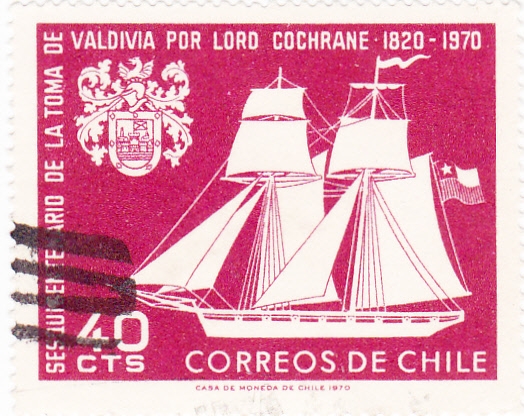 SESQUICENTENARIO DE LA TOMA DE
VALDIVIA POR LORD COCHRANE · 1820 - 1970
40
CTS
CORREOS DE CHILE
CASA DE MONEDA DE CHILE 1970